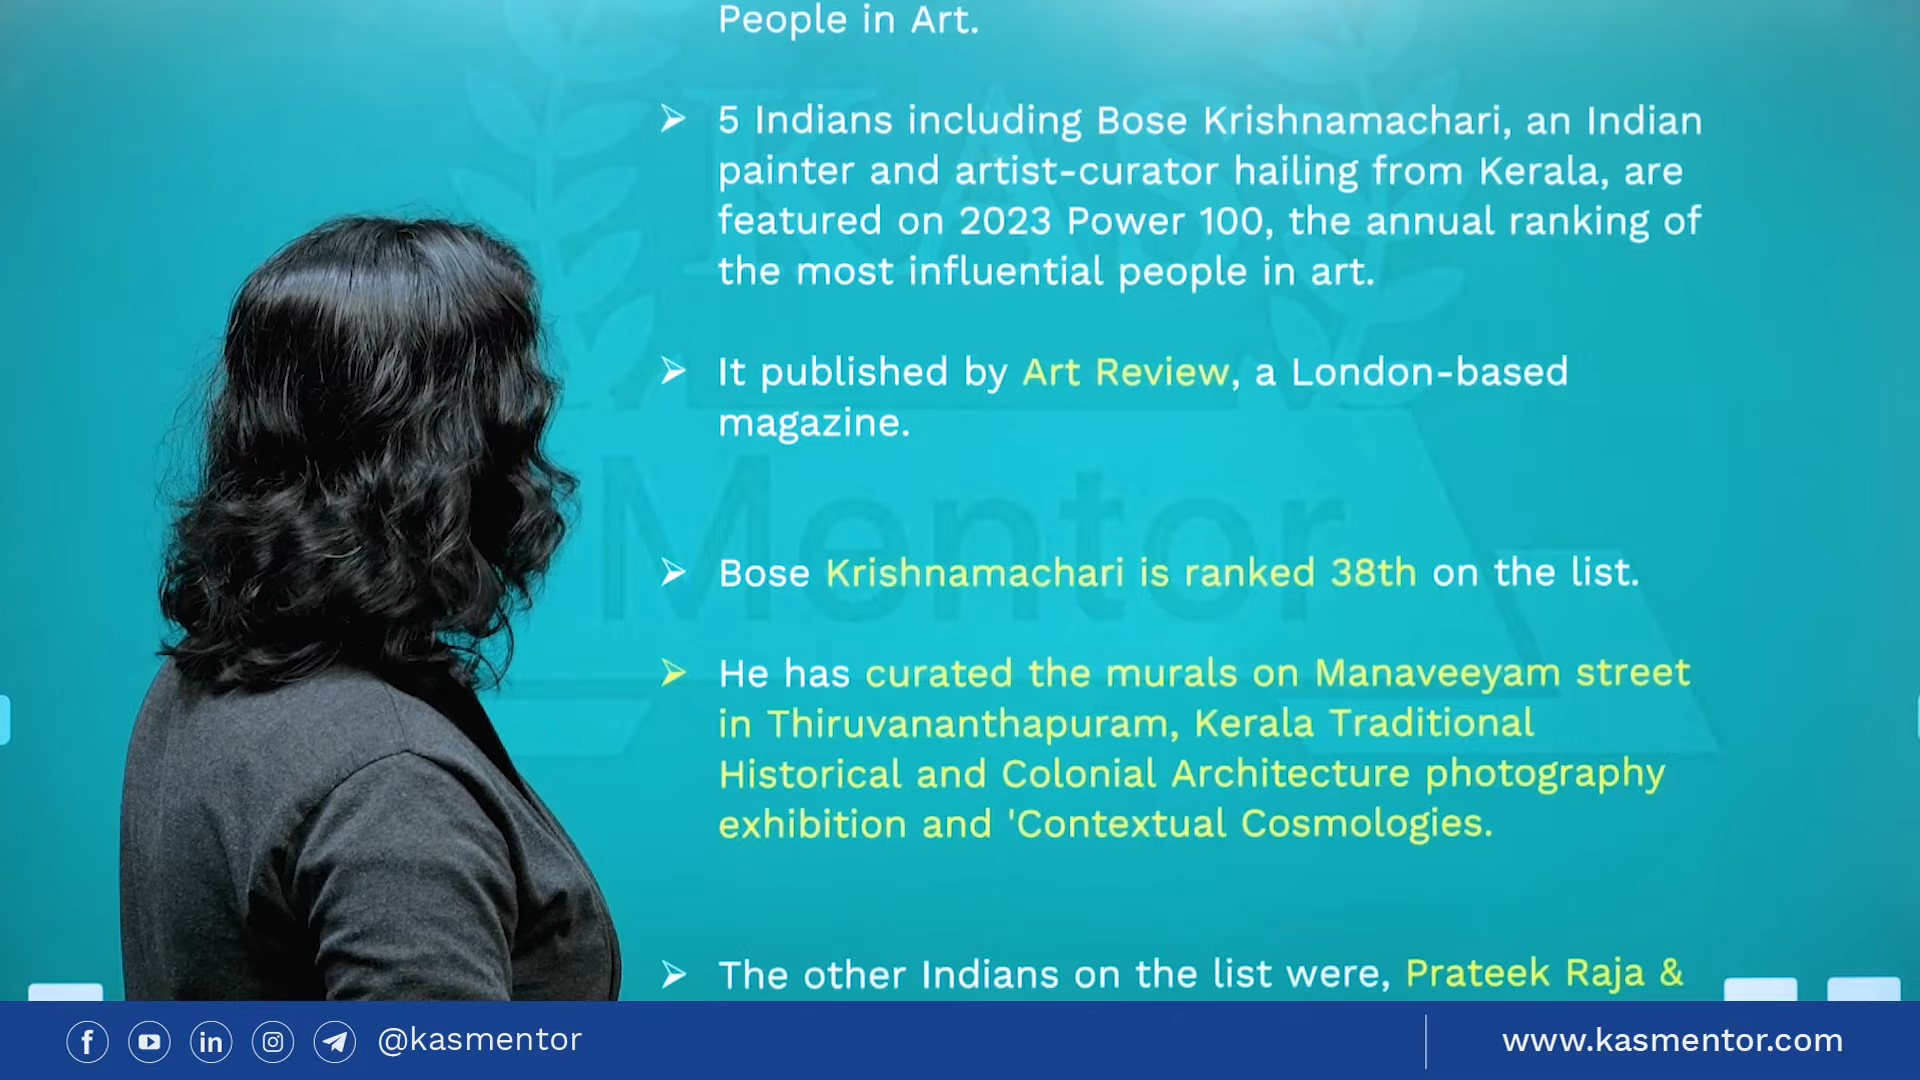 People in Art.
5 Indians including Bose Krishnamachari, an Indian
painter and artist-curator hailing from Kerala, are
featured on 2023 Power 100, the annual ranking of
the most influential people in art.
It published by Art Review, a London-based
magazine.
Bose Krishnamachari is ranked 38th on the list.
He has curated the murals on Manaveeyam street
in Thiruvananthapuram, Kerala Traditional
Historical and Colonial Architecture photography
exhibition and 'Contextual Cosmologies.
The other Indians on the list were, Prateek Raja &
KAS
Mentor
@kasmentor
www.kasmentor.com